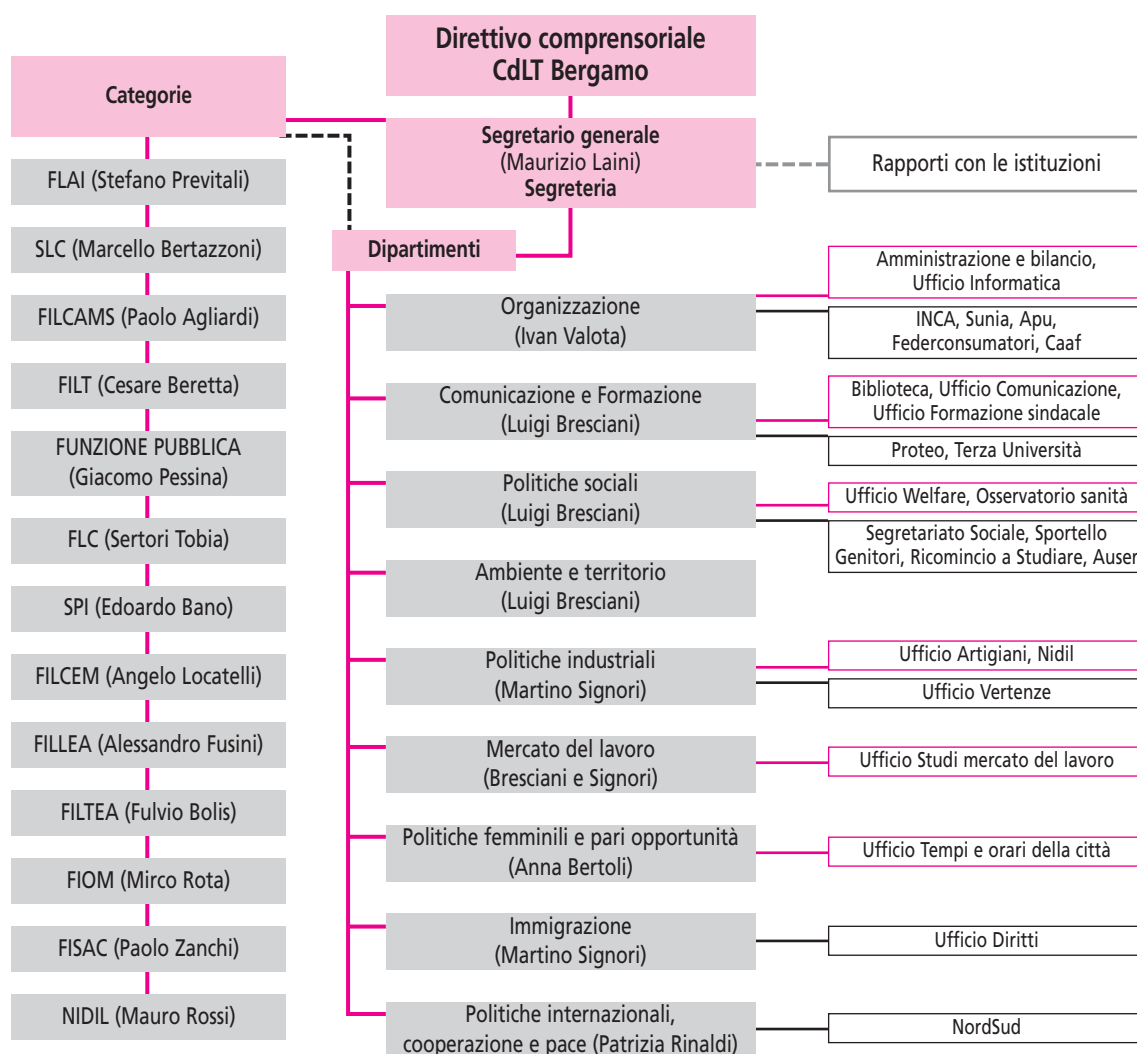 Direttivo comprensoriale
CdLT Bergamo
Categorie
Segretario generale
(Maurizio Laini)
Segreteria
Rapporti con le istituzioni
FLAI (Stefano Previtali)
SLC (Marcello Bertazzoni)
FILCAMS (Paolo Agliardi)
FILT (Cesare Beretta)
FUNZIONE PUBBLICA
(Giacomo Pessina)
FLC (Sertori Tobia)
SPI (Edoardo Bano)
FILCEM (Angelo Locatelli)
FILLEA (Alessandro Fusini)
FILTEA (Fulvio Bolis)
FIOM (Mirco Rota)
FISAC (Paolo Zanchi)
NIDIL (Mauro Rossi)
Dipartimenti
Organizzazione
(Ivan Valota)
Amministrazione e bilancio,
Ufficio Informatica
INCA, Sunia, Apu,
Federconsumatori, Caaf
Comunicazione e Formazione
(Luigi Bresciani)
Biblioteca, Ufficio Comunicazione,
Ufficio Formazione sindacale
Proteo, Terza Università
Politiche sociali
(Luigi Bresciani)
Ufficio Welfare, Osservatorio sanità
Segretariato Sociale, Sportello
Genitori, Ricomincio a Studiare, Auser
Ambiente e territorio
(Luigi Bresciani)
Politiche industriali
(Martino Signori)
Ufficio Artigiani, Nidil
Ufficio Vertenze
Mercato del lavoro
(Bresciani e Signori)
Ufficio Studi mercato del lavoro
Politiche femminili e pari opportunità
(Anna Bertoli)
Ufficio Tempi e orari della città
Immigrazione
(Martino Signori)
Ufficio Diritti
Politiche internazionali,
cooperazione e pace (Patrizia Rinaldi)
NordSud